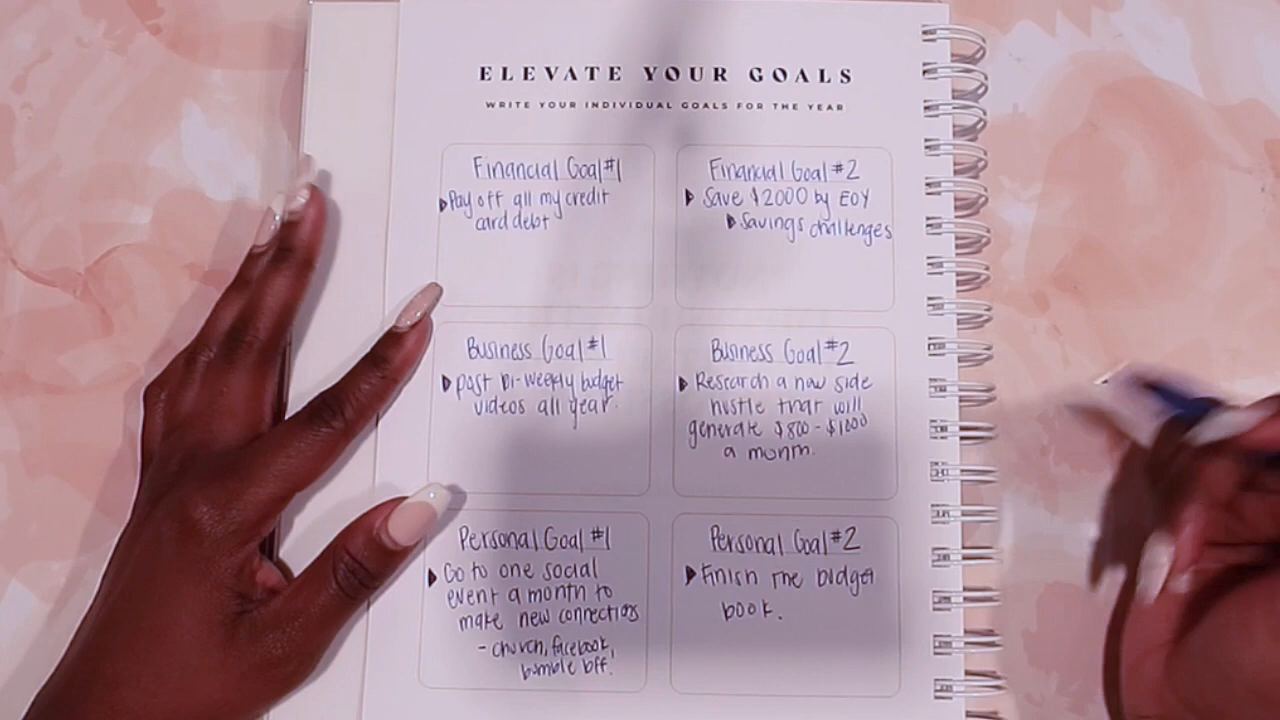 ELEVATE YOUR GOALS
WRITE YOUR INDIVIDUAL GOALS FOR THE YEAR
Financial Goal #1
Pay off all my credit
card debt
Financial Goal #2
Save $2000 by EOY
Savings challenges
Business Goal #1
post bi-weekly budget
videos all year.
Business Goal #2
Research a new side
hustle that will
generate $800 - $1000
a month.
Personal Goal #1
Go to one social
event a month to
make new connections
- church, facebook,
bumble bff.
Personal Goal #2
Finish the budget
book.